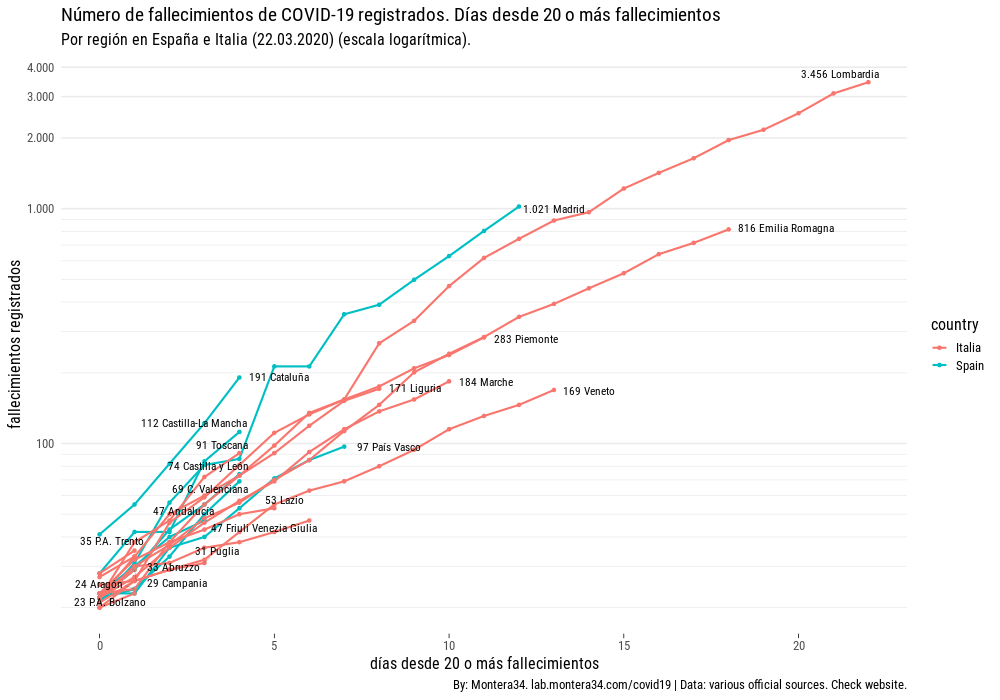 Número de fallecimientos de COVID-19 registrados. Días desde 20 o más fallecimientos
Por región en España e Italia (22.03.2020) (escala logarítmica).
4.000
3.000
2.000
1.000
100
fallecimientos registrados
3.456 Lombardia
1.021 Madrid
816 Emilia Romagna
283 Piemonte
191 Cataluña
184 Marche
171 Liguria
169 Veneto
112 Castilla-La Mancha
91 Toscana
97 País Vasco
74 Castilla y León
69 C. Valenciana
53 Lazio
47 Andalucía
47 Friuli Venezia Giulia
35 P.A. Trento
31 Puglia
33 Abruzzo
24 Aragón
29 Campania
23 P.A. Bolzano
0
5
10
15
20
días desde 20 o más fallecimientos
country
Italia
Spain
By: Montera34. lab.montera34.com/covid19 | Data: various official sources. Check website.